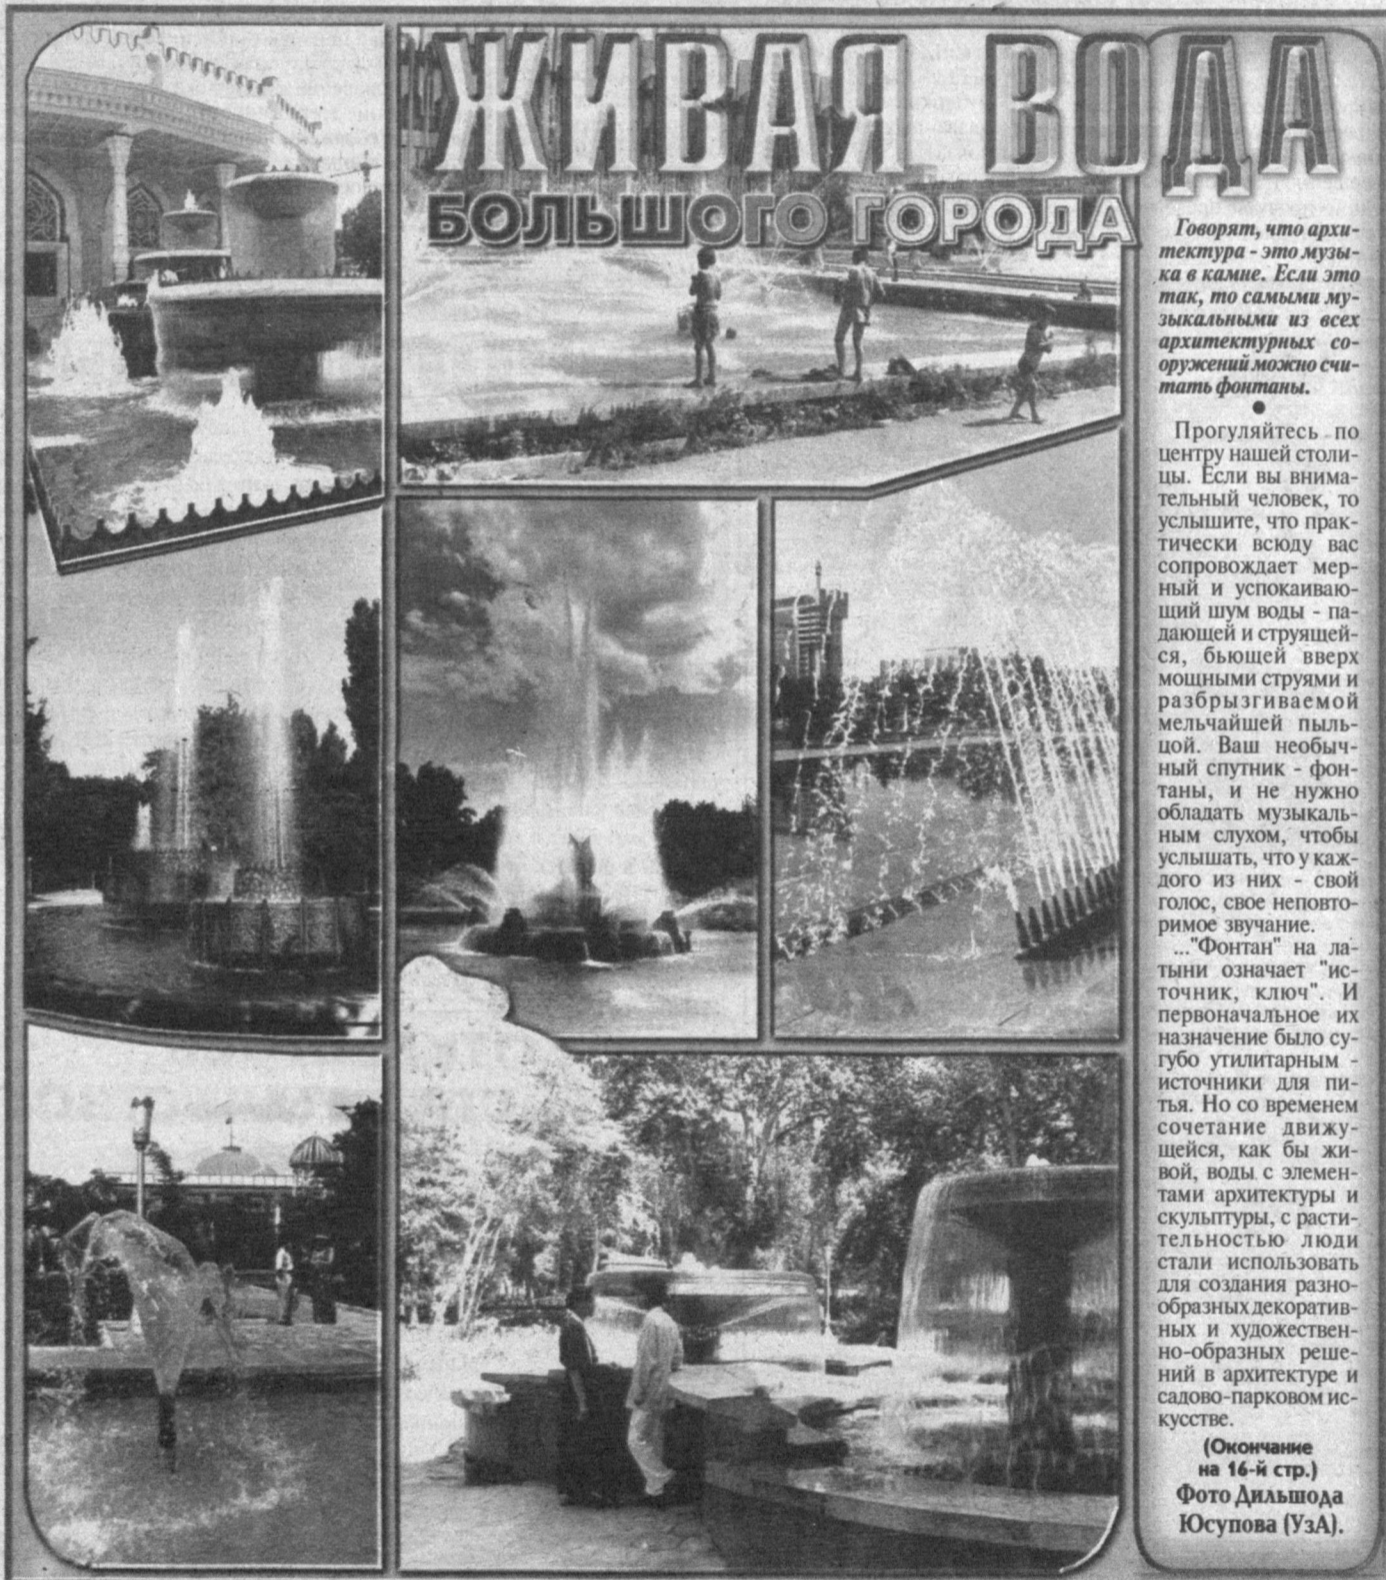 ЖИВАЯ ВОДА
БОЛЬШОГО ГОРОДА
Говорят, что архи-
тектура - это музы-
ка в камне. Если это
так, то самыми му-
зыкальными из всех
архитектурных со-
оружений можно счи-
тать фонтаны.
●
Прогуляйтесь по
центру нашей столи-
цы. Если вы внима-
тельный человек, то
услышите, что прак-
тически всюду вас
сопровождает мер-
ный и успокаиваю-
щий шум воды - па-
дающей и струящей-
ся, бьющей вверх
мощными струями и
разбрызгиваемой
мельчайшей пыль-
цой. Ваш необыч-
ный спутник - фон-
таны, и не нужно
обладать музыкаль-
ным слухом, чтобы
услышать, что у каж-
дого из них - свой
голос, свое неповто-
римое звучание.
..."Фонтан" на ла-
тыни означает "ис-
точник, ключ". И
первоначальное их
назначение было су-
губо утилитарным -
источники для пи-
тья. Но со временем
сочетание движу-
щейся, как бы жи-
вой, воды с элемен-
тами архитектуры и
скульптуры, с расти-
тельностью люди
стали использовать
для создания разно-
образных декоратив-
ных и художествен-
но-образных реше-
ний в архитектуре и
садово-парковом ис-
кусстве.
(Окончание
на 16-й стр.)
Фото Дильшода
Юсупова (УзА).